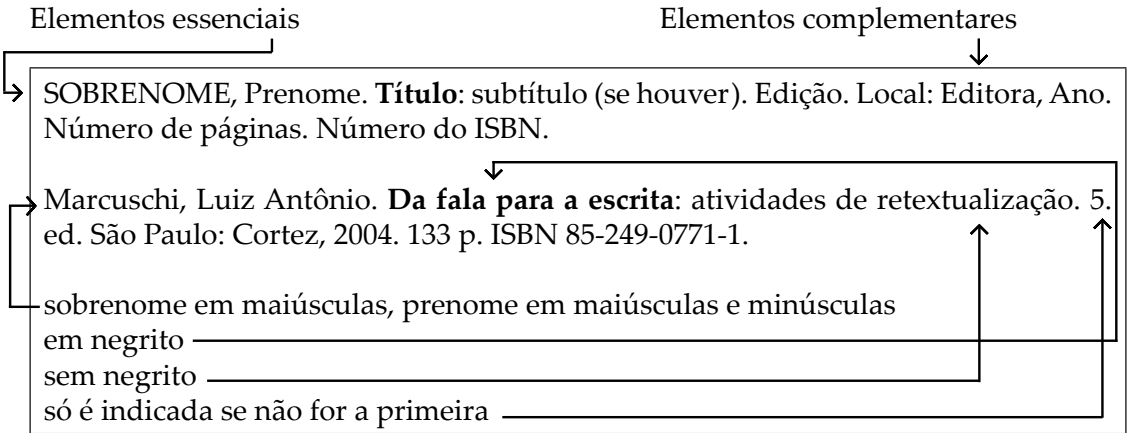 Elementos essenciais Elementos complementares
SOBRENOME, Prenome. Título: subtítulo (se houver). Edição. Local: Editora, Ano.
Número de páginas. Número do ISBN.
Marcuschi, Luiz Antônio. Da fala para a escrita: atividades de retextualização. 5.
ed. São Paulo: Cortez, 2004. 133 p. ISBN 85-249-0771-1.
sobrenome em maiúsculas, prenome em maiúsculas e minúsculas
em negrito
sem negrito
só é indicada se não for a primeira